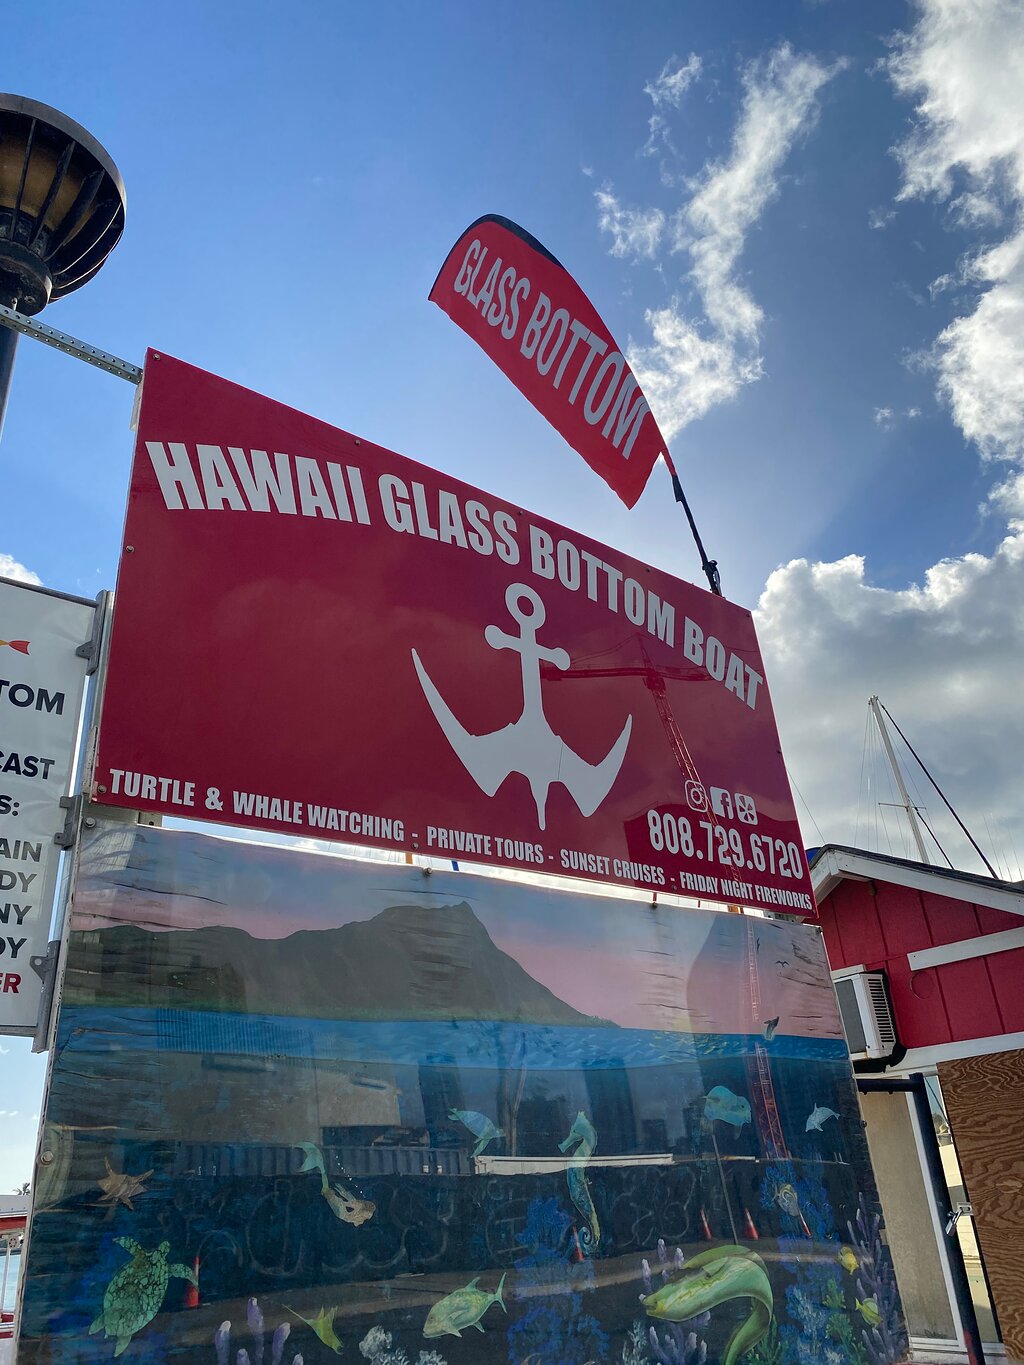 GLASS BOTTOM
HAWAII GLASS BOTTOM BOAT
808.729.6720
TURTLE & WHALE WATCHING - PRIVATE TOURS - SUNSET CRUISES - FRIDAY NIGHT FIREWORKS
TOM
CAST
S:
AIN
DY
NY
DY
ER